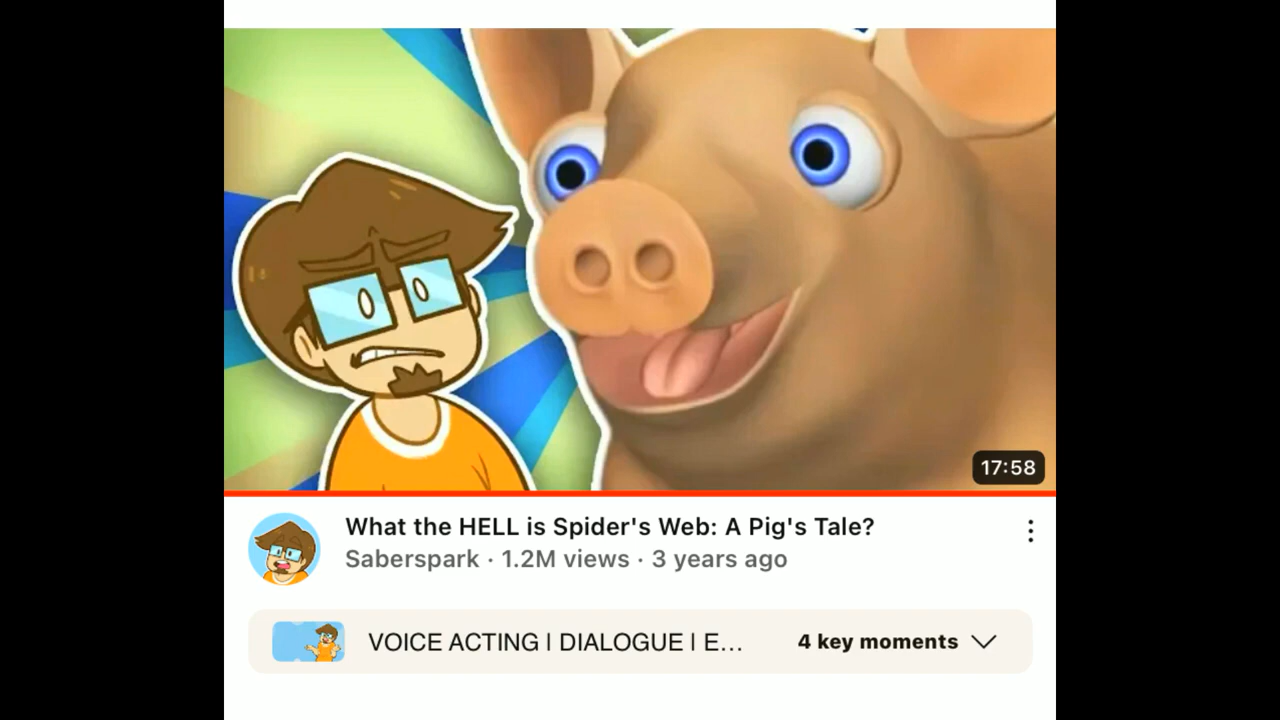 17:58
What the HELL is Spider's Web: A Pig's Tale?
Saberspark · 1.2M views · 3 years ago
VOICE ACTING | DIALOGUE | E... 4 key moments